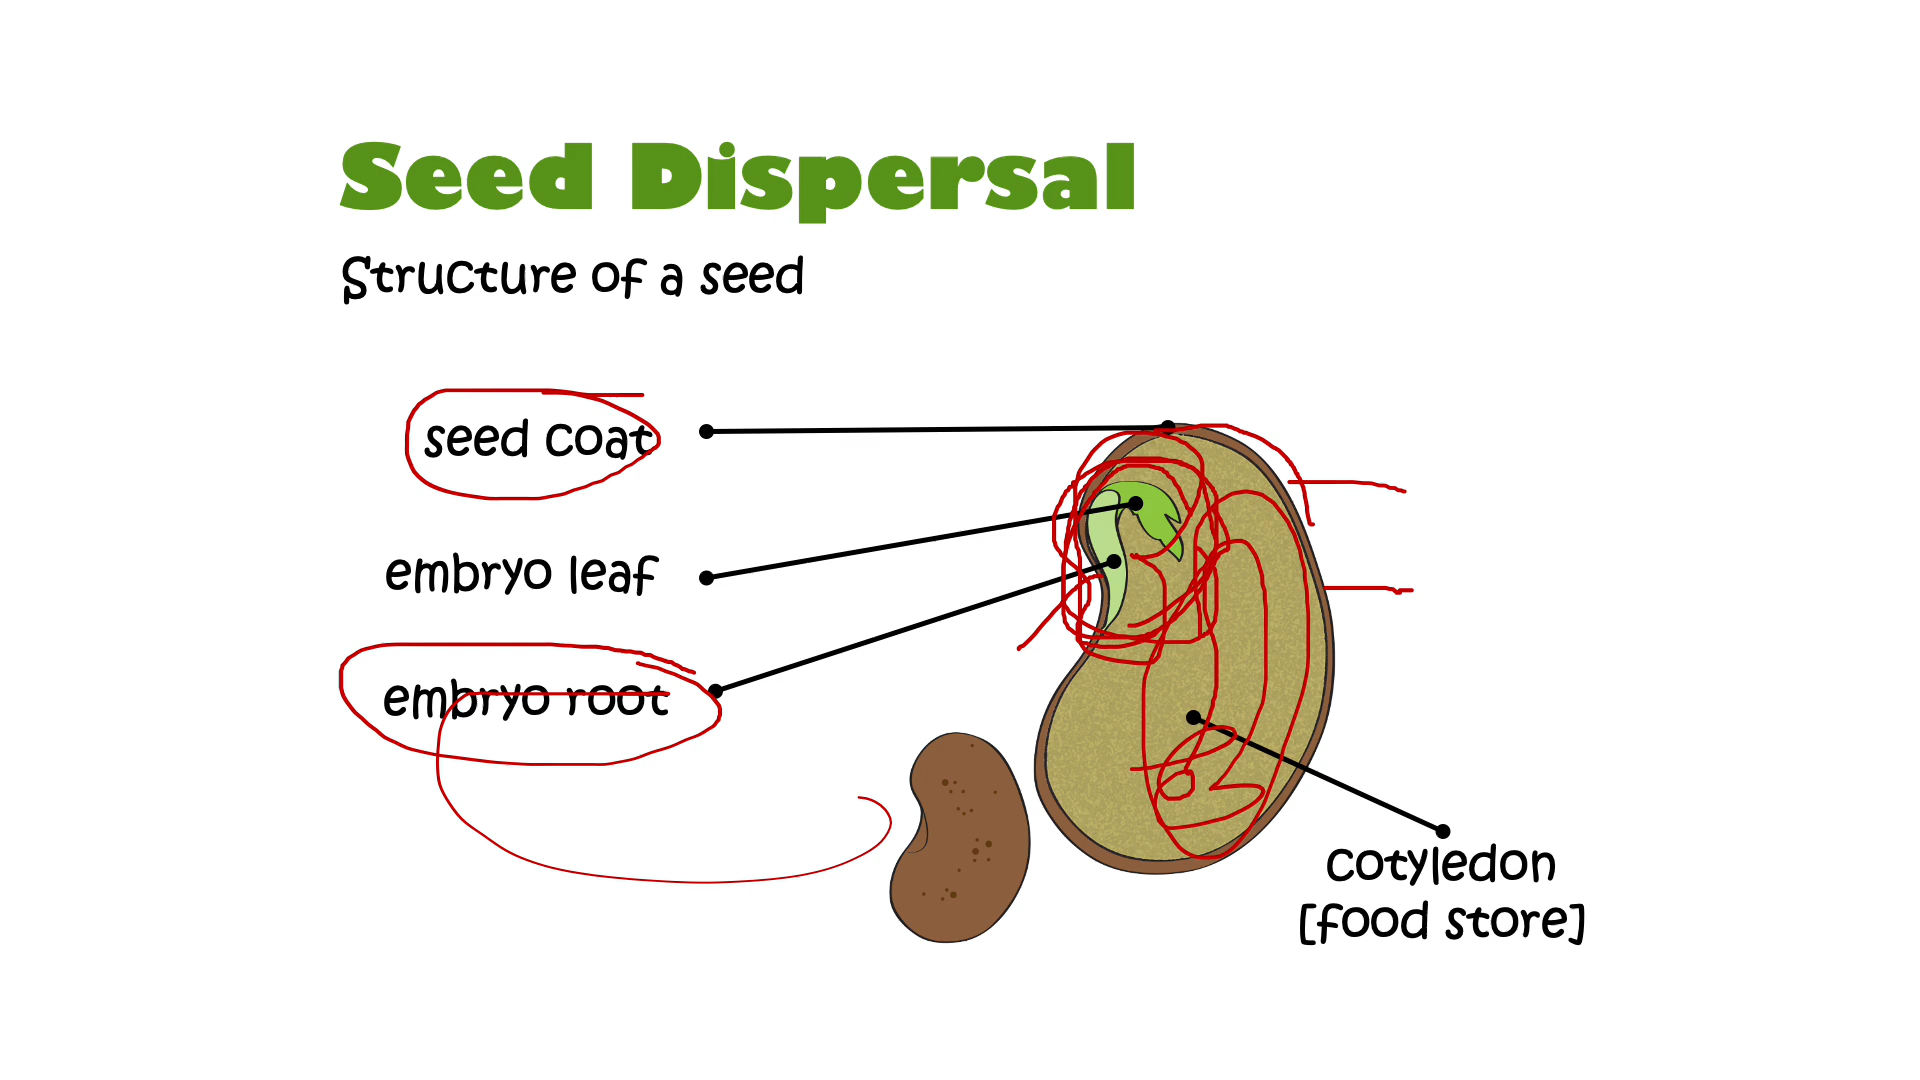 Seed Dispersal
Structure of a seed
seed coat
embryo leaf
embryo root
cotyledon
[food store]